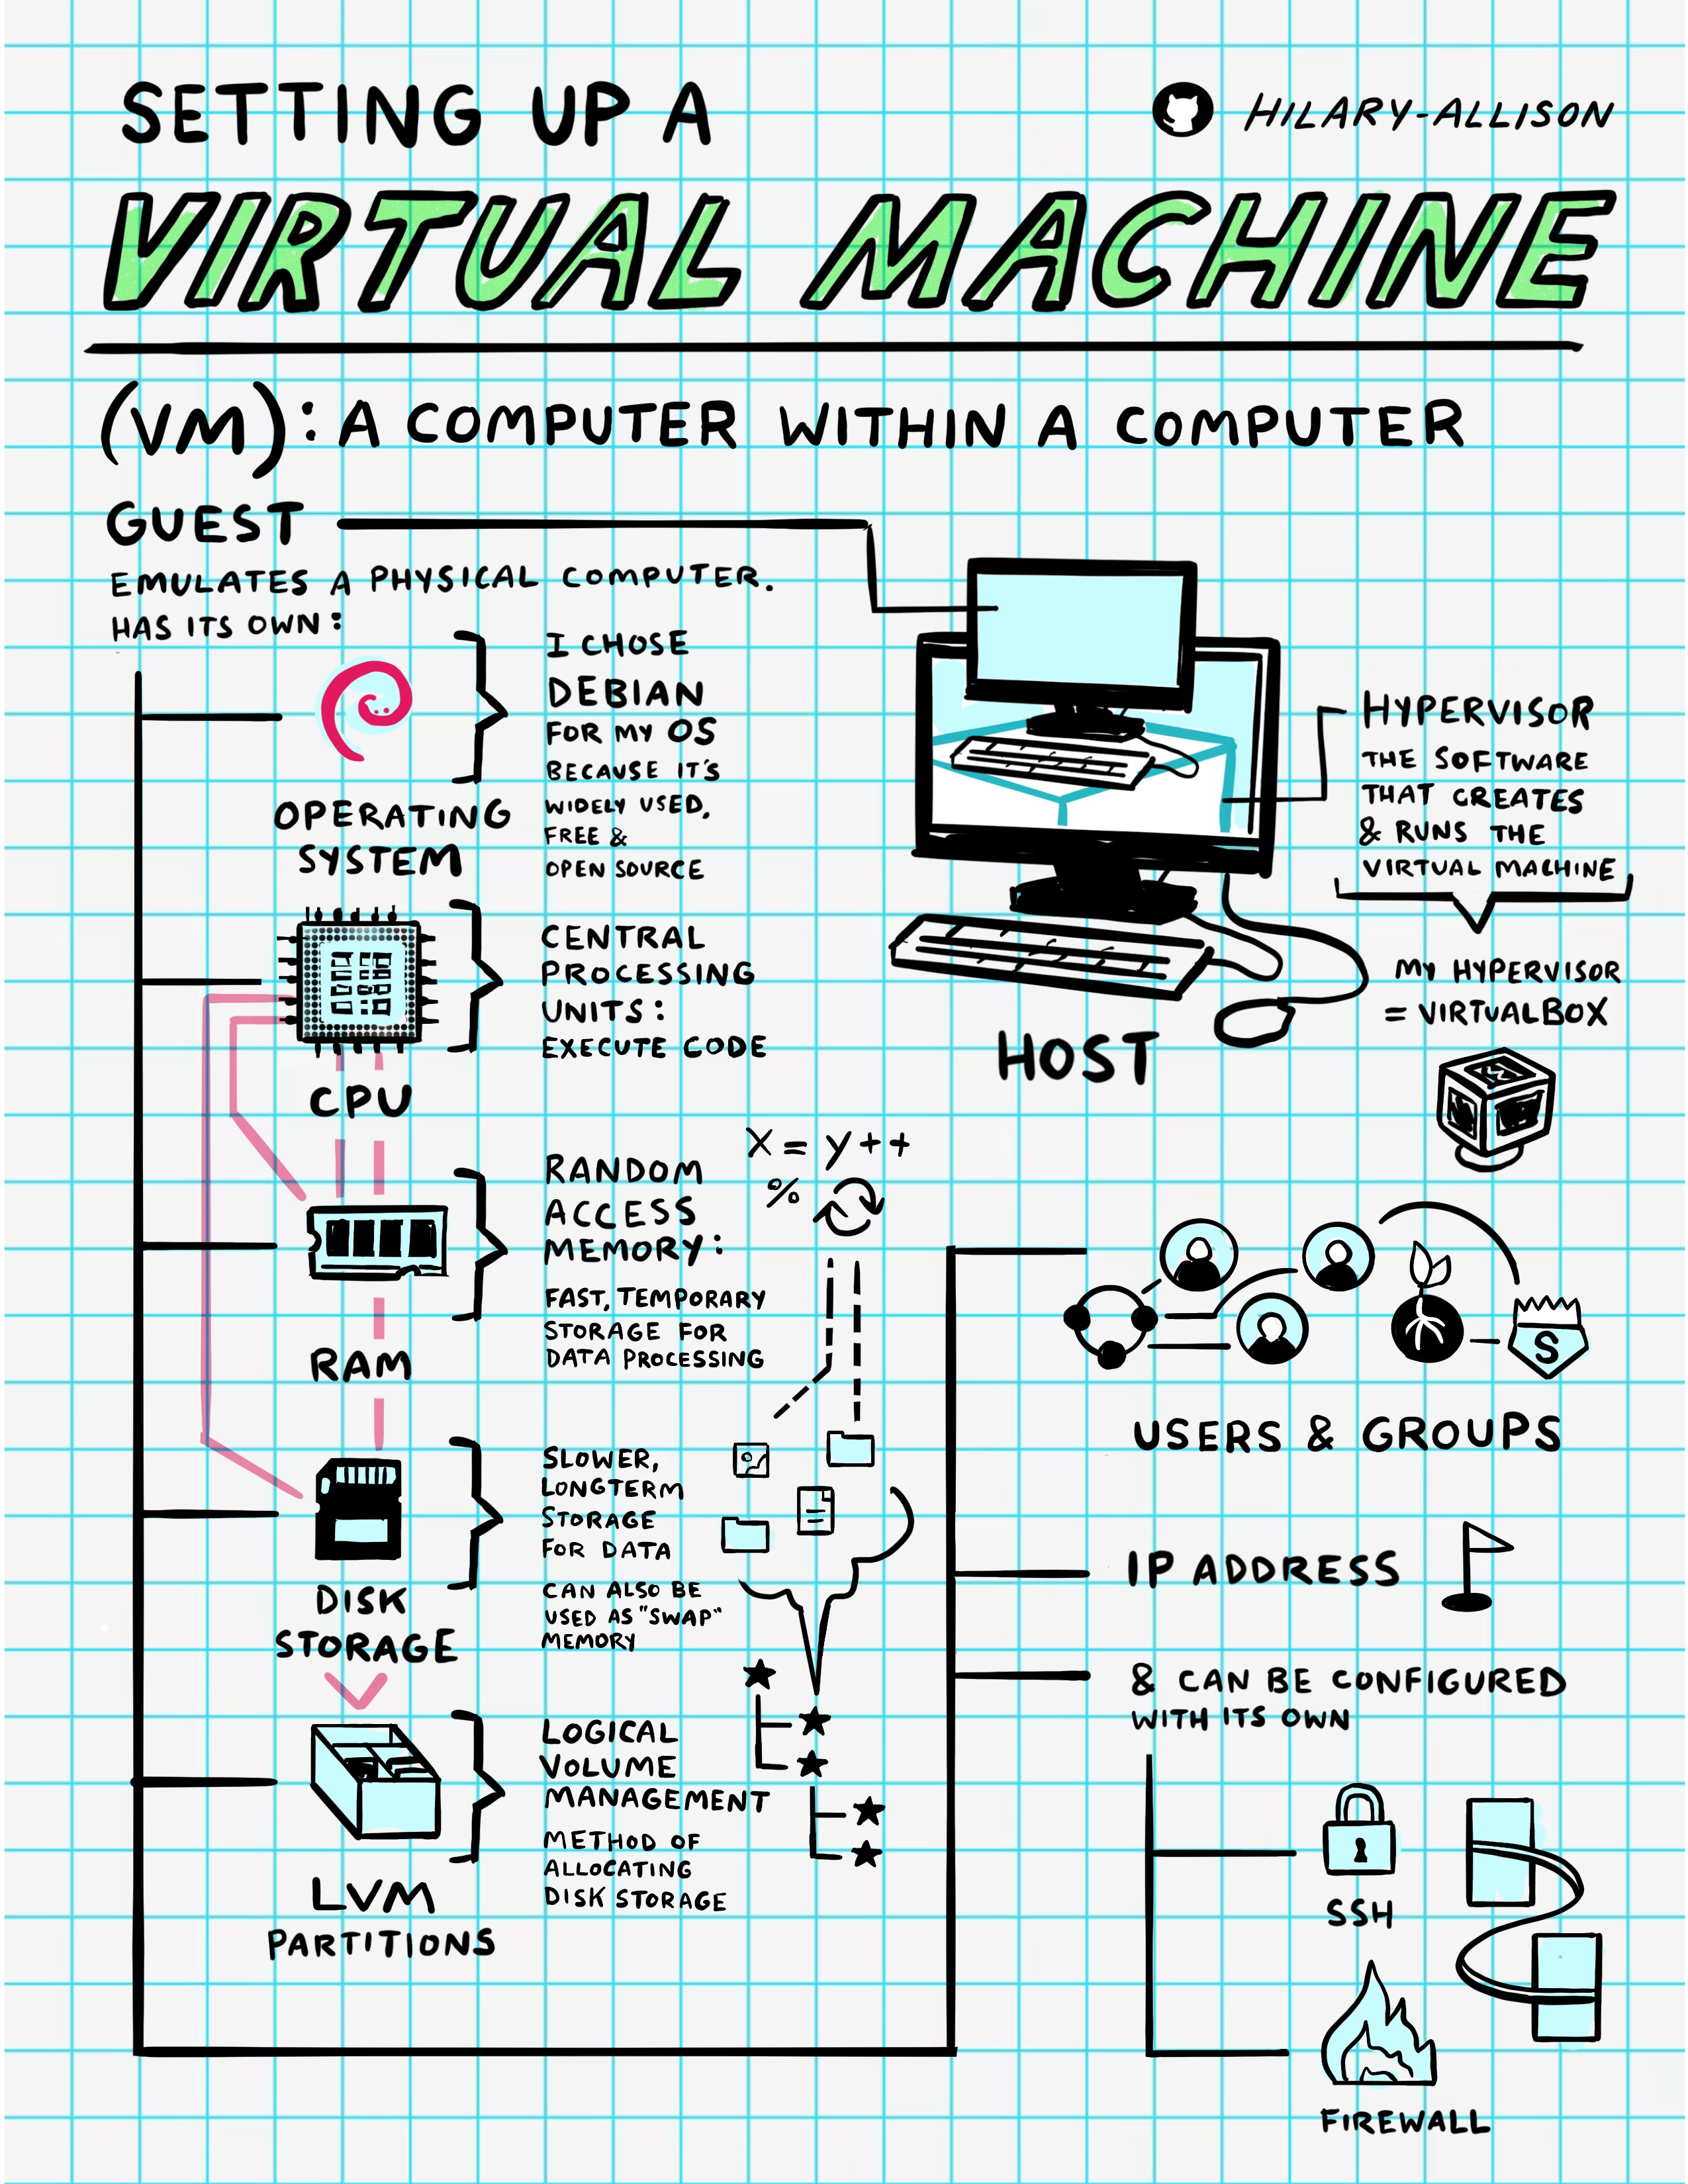 SETTING UP A
HILARY-ALLISON
VIRTUAL MACHINE
(VM): A COMPUTER WITHIN A COMPUTER
GUEST
EMULATES A PHYSICAL COMPUTER.
HAS ITS OWN:
OPERATING
SYSTEM
I CHOSE
DEBIAN
FOR MY OS
BECAUSE IT'S
WIDELY USED,
FREE &
OPEN SOURCE
CPU
CENTRAL
PROCESSING
UNITS:
EXECUTE CODE
RAM
RANDOM
ACCESS
MEMORY:
FAST, TEMPORARY
STORAGE FOR
DATA PROCESSING
X = y++
%
DISK
STORAGE
SLOWER,
LONGTERM
STORAGE
FOR DATA
CAN ALSO BE
USED AS "SWAP"
MEMORY
LVM
PARTITIONS
LOGICAL
VOLUME
MANAGEMENT
METHOD OF
ALLOCATING
DISK STORAGE
HOST
HYPERVISOR
THE SOFTWARE
THAT CREATES
& RUNS THE
VIRTUAL MACHINE
MY HYPERVISOR
= VIRTUALBOX
S
USERS & GROUPS
IP ADDRESS
& CAN BE CONFIGURED
WITH ITS OWN
SSH
FIREWALL